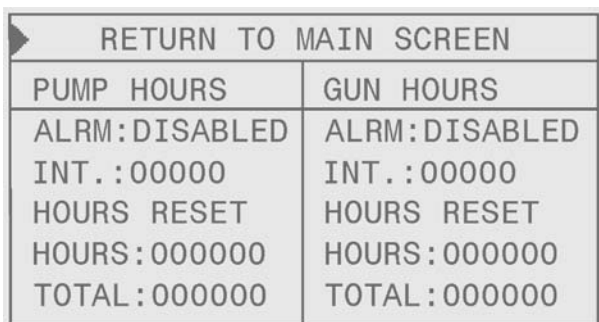 RETURN TO MAIN SCREEN
PUMP HOURS GUN HOURS
ALRM:DISABLED ALRM:DISABLED
INT.:00000 INT.:00000
HOURS RESET HOURS RESET
HOURS:000000 HOURS:000000
TOTAL:000000 TOTAL:000000